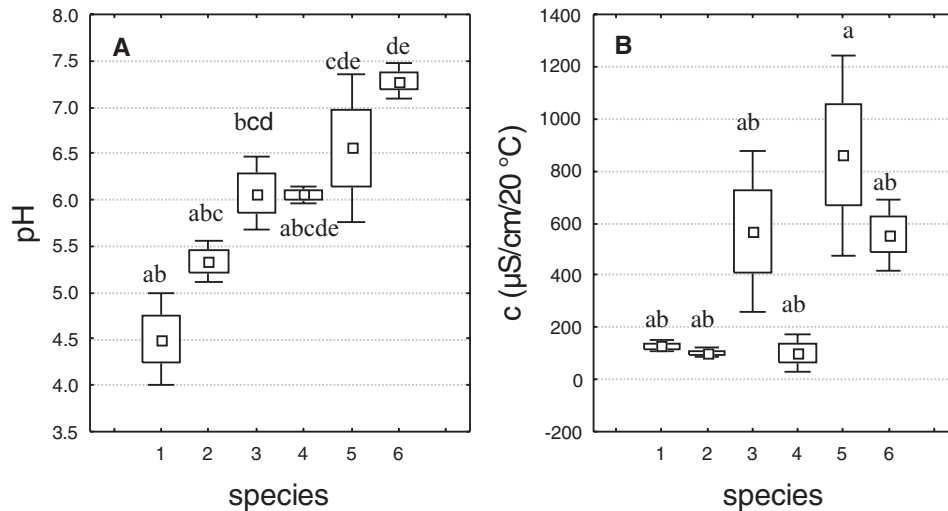 A
pH
8.0
7.5
7.0
6.5
6.0
5.5
5.0
4.5
4.0
3.5
ab
abc
bcd
abcde
cde
de
1 2 3 4 5 6
species
B
c (µS/cm/20 °C)
1400
1200
1000
800
600
400
200
0
-200
ab
ab
ab
ab
a
ab
1 2 3 4 5 6
species